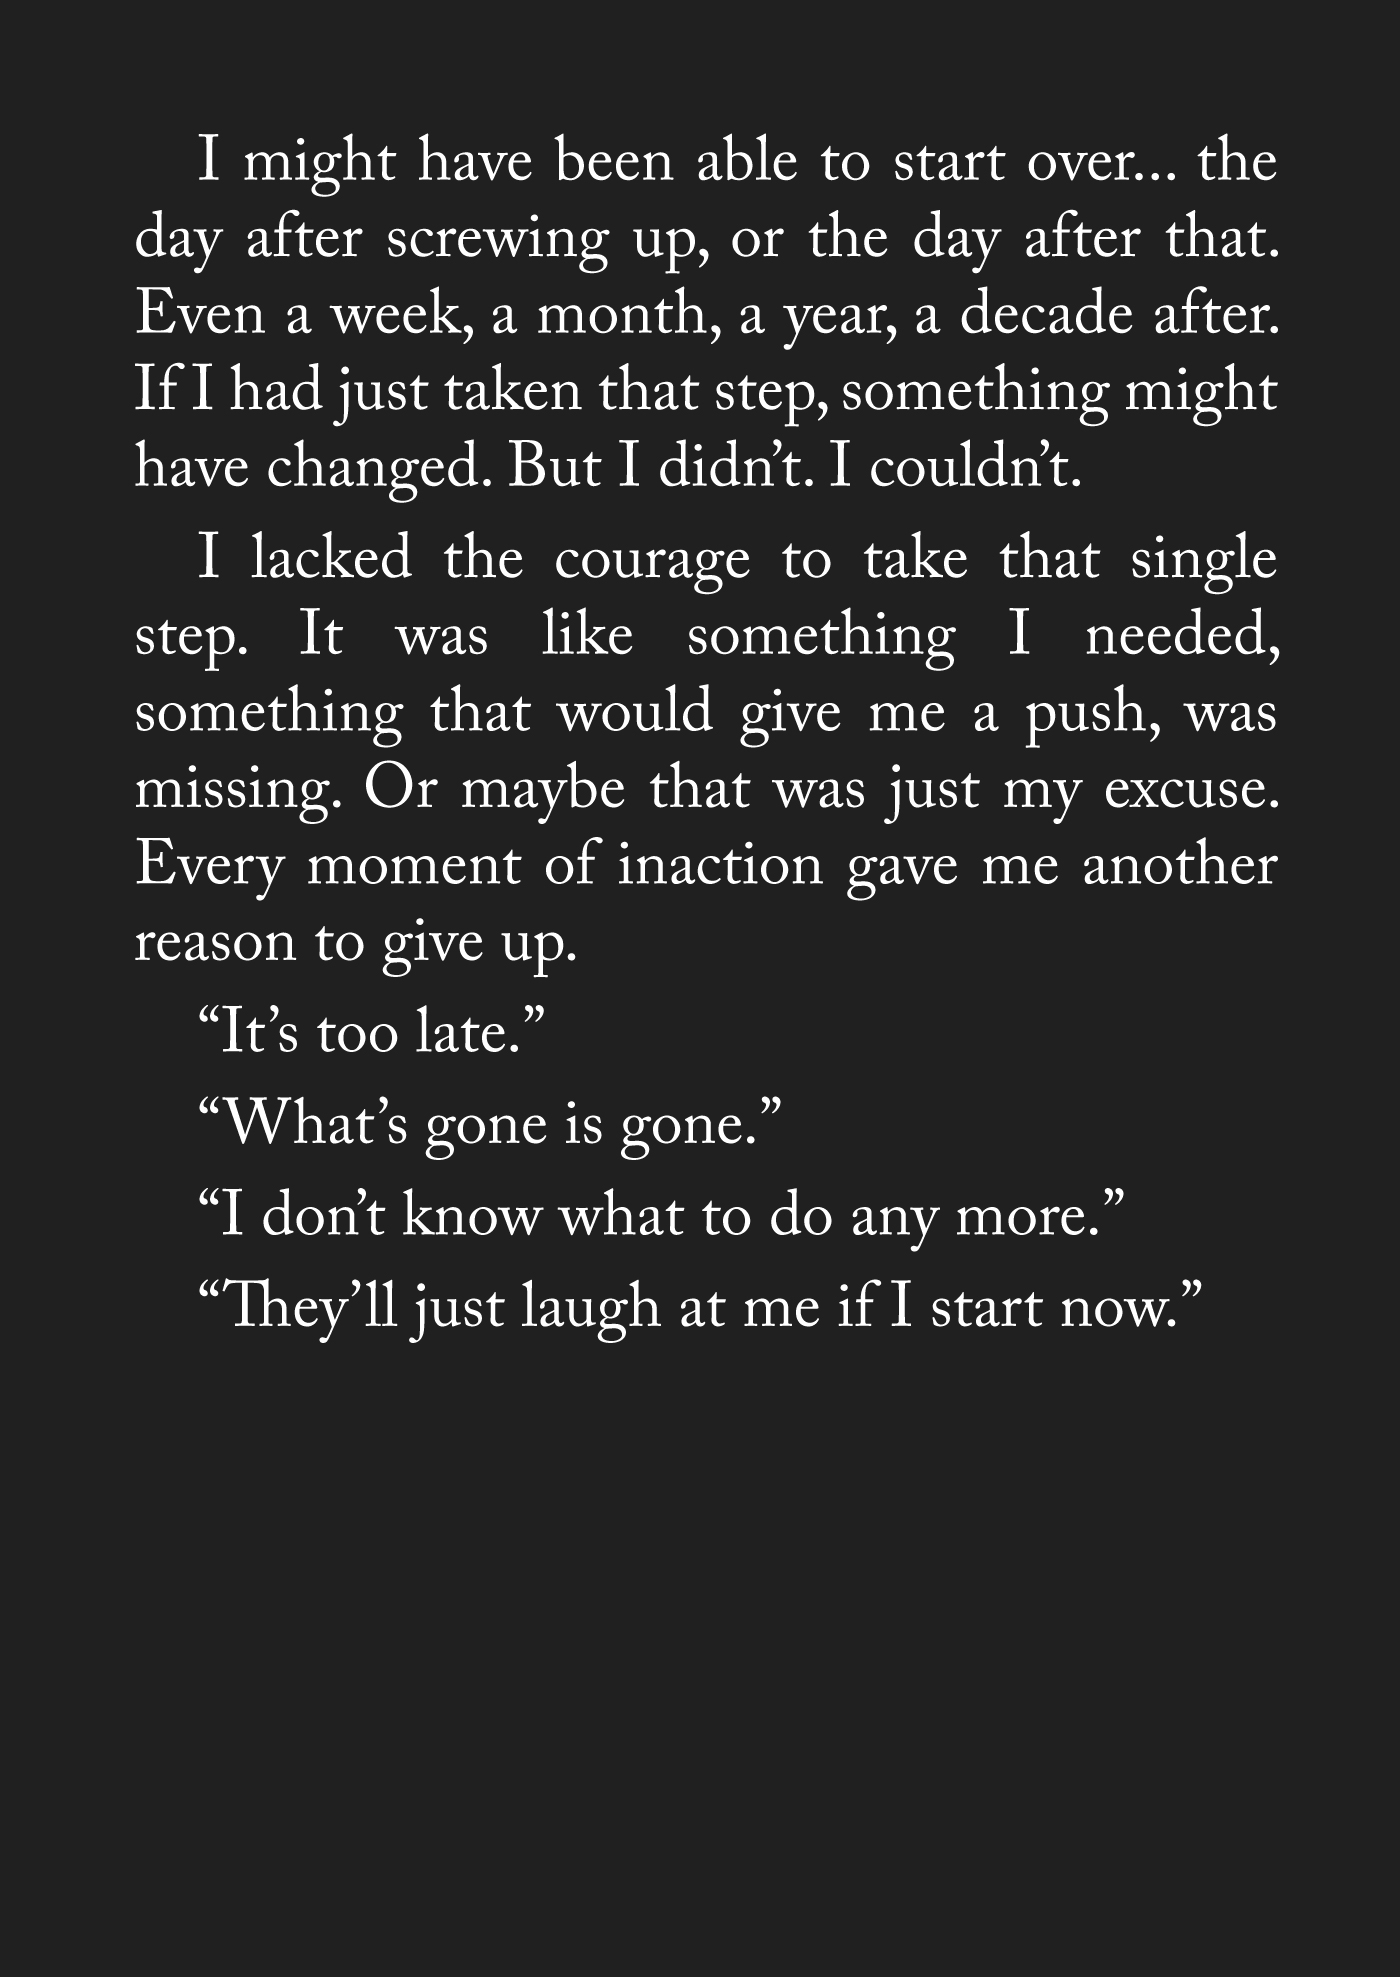 I might have been able to start over... the
day after screwing up, or the day after that.
Even a week, a month, a year, a decade after.
If I had just taken that step, something might
have changed. But I didn’t. I couldn’t.
I lacked the courage to take that single
step. It was like something I needed,
something that would give me a push, was
missing. Or maybe that was just my excuse.
Every moment of inaction gave me another
reason to give up.
“It’s too late.”
“What’s gone is gone.”
“I don’t know what to do any more.”
“They’ll just laugh at me if I start now.”